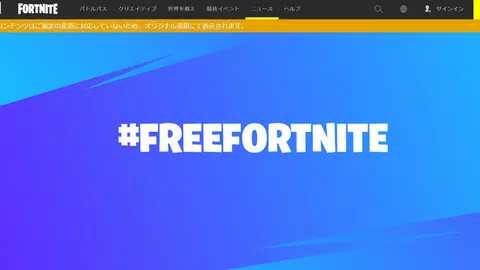 FORTNITE バトルパス クリエイティブ 世界を救え 競技イベント ニュース ヘルプ サインイン
コンテンツはご指定の言語に対応していないため、オリジナル言語にて表示されます。
#FREEFORTNITE